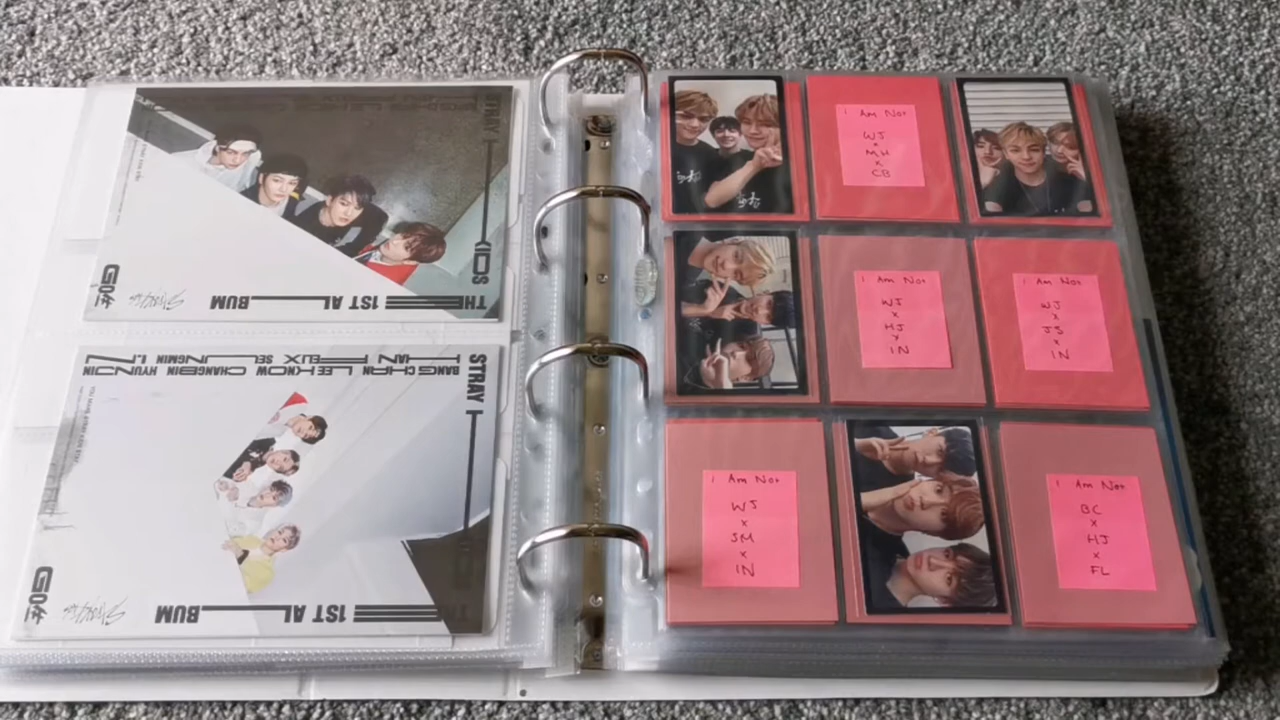 STRAY KIDS
THE 1ST ALBUM
GO生
BANG CHAN LEE KNOW CHANGBIN HYUNJIN
HAN FELIX SEUNGMIN I.N
STRAY
THE 1ST ALBUM
GO生
I Am Not
WJ
x
MH
x
CB
I Am Not
WJ
x
HJ
x
IN
I Am Not
WJ
x
JS
x
IN
I Am Not
WJ
x
SM
x
IN
I Am Not
BC
x
HJ
x
FL